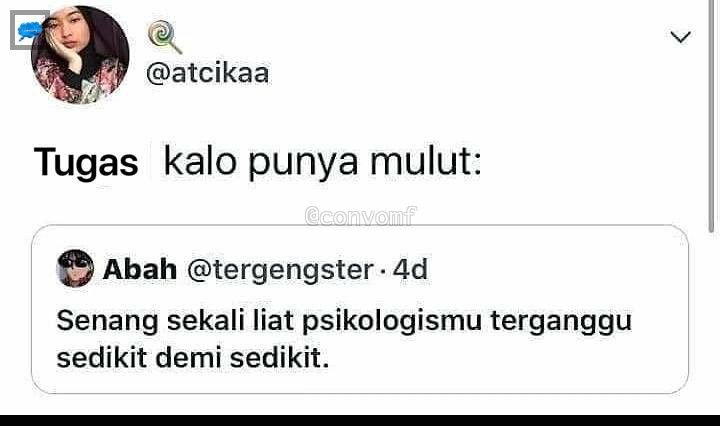 🍭
@atcikaa
Tugas kalo punya mulut:
@convomf
Abah @tergengster · 4d
Senang sekali liat psikologismu terganggu
sedikit demi sedikit.